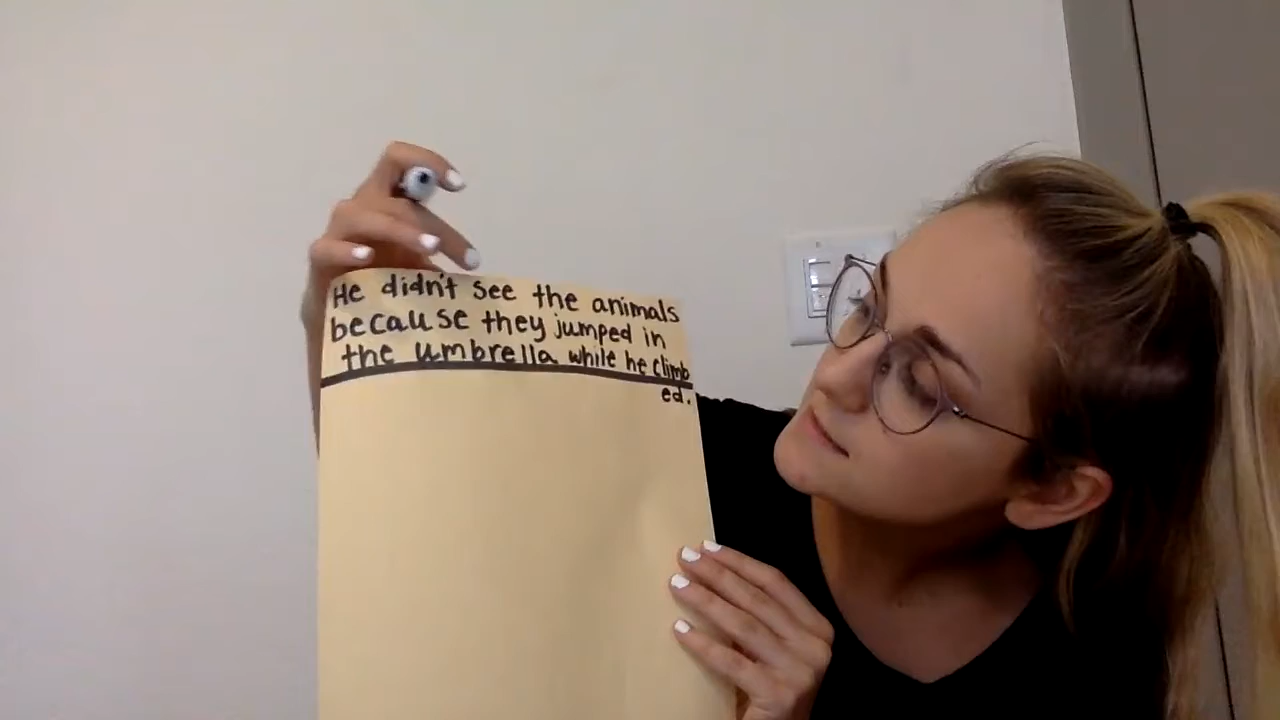 He didn't see the animals
because they jumped in
the umbrella while he climb
ed.